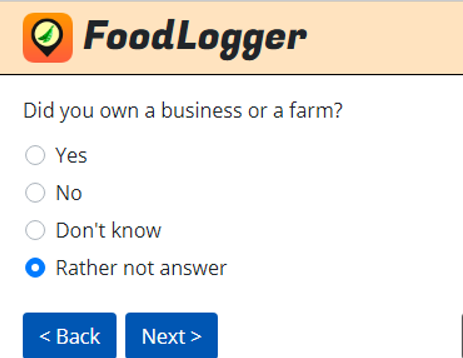 FoodLogger
Did you own a business or a farm?
Yes
No
Don't know
Rather not answer
< Back Next >